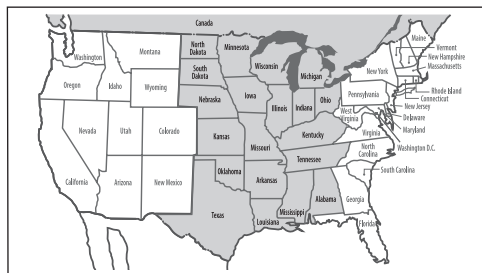 Canada
Washington
Montana
North
Dakota
Minnesota
Maine
Vermont
New Hampshire
Massachusetts
Oregon
Idaho
Wyoming
South
Dakota
Wisconsin
Michigan
New York
Rhode Island
Connecticut
New Jersey
Delaware
Maryland
Washington D.C.
Nevada
Utah
Colorado
Nebraska
Iowa
Illinois
Indiana
Ohio
Pennsylvania
West
Virginia
Virginia
Kansas
Missouri
Kentucky
North
Carolina
Tennessee
South Carolina
California
Arizona
New Mexico
Oklahoma
Arkansas
Mississippi
Alabama
Georgia
Texas
Louisiana
Florida